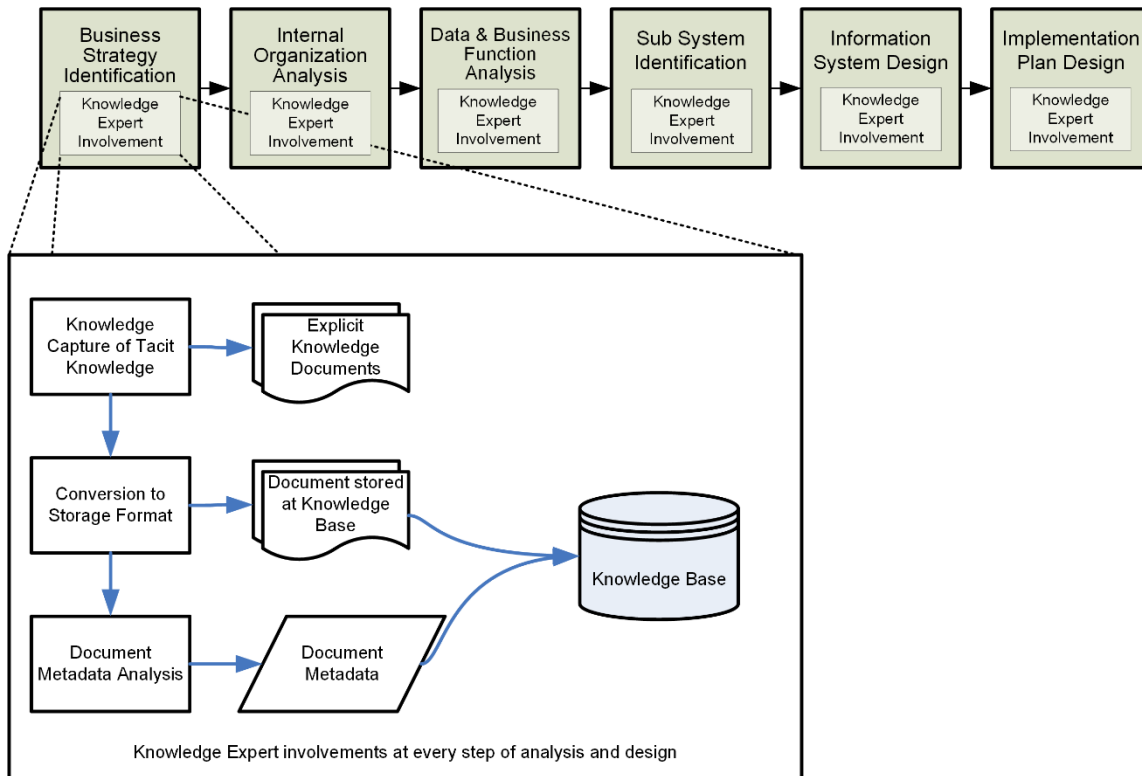 Business
Strategy
Identification
Knowledge
Expert
Involvement
Internal
Organization
Analysis
Knowledge
Expert
Involvement
Data & Business
Function
Analysis
Knowledge
Expert
Involvement
Sub System
Identification
Knowledge
Expert
Involvement
Information
System Design
Knowledge
Expert
Involvement
Implementation
Plan Design
Knowledge
Expert
Involvement
Knowledge
Capture of Tacit
Knowledge
Explicit
Knowledge
Documents
Conversion to
Storage Format
Document stored
at Knowledge
Base
Knowledge Base
Document
Metadata Analysis
Document
Metadata
Knowledge Expert involvements at every step of analysis and design